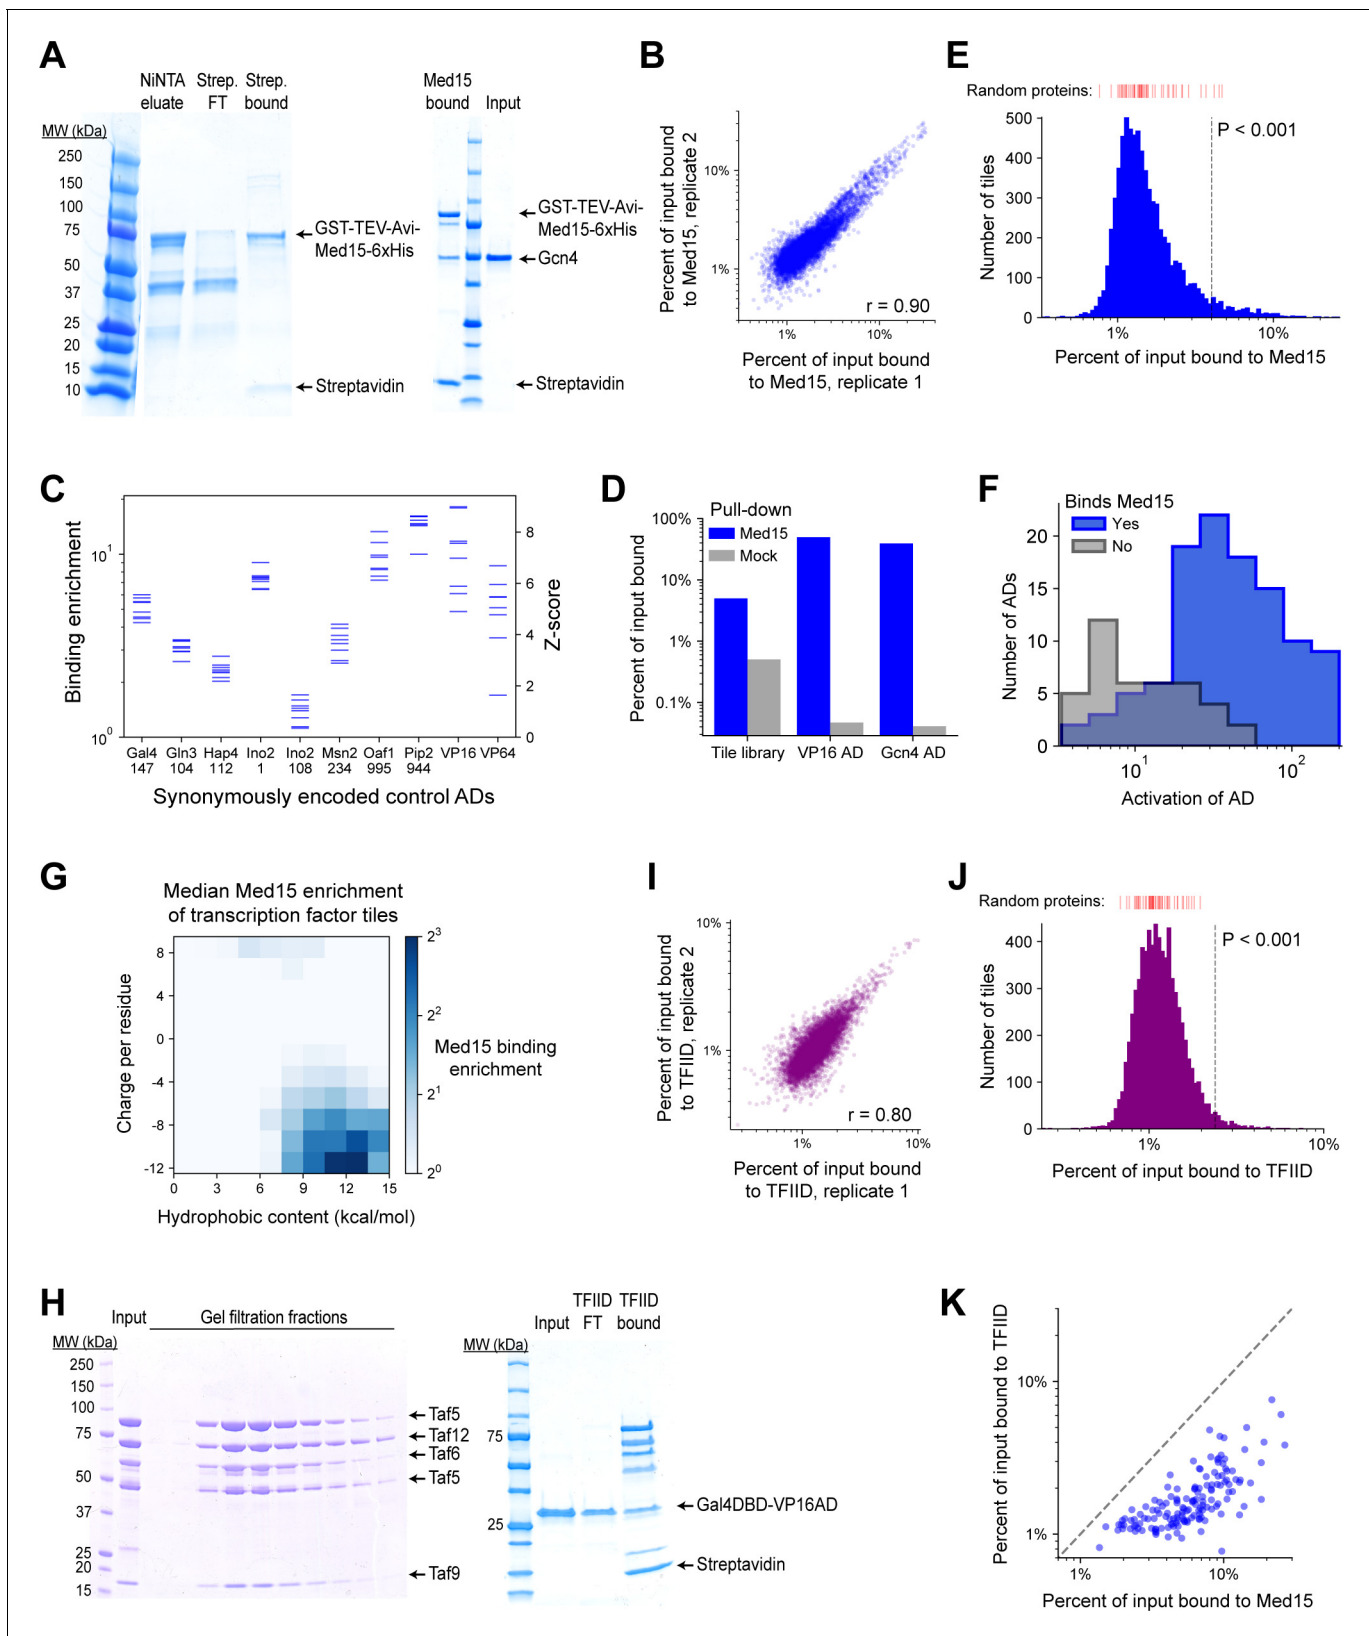 A
NiNTA Strep. Strep.
eluate FT bound
MW (kDa)
250
150
100
75
50
37
25
20
15
10
GST-TEV-Avi-
Med15-6xHis
Streptavidin
Med15
bound Input
GST-TEV-Avi-
Med15-6xHis
Gcn4
Streptavidin
B
Percent of input bound
to Med15, replicate 2
10%
1%
r = 0.90
1% 10%
Percent of input bound
to Med15, replicate 1
E
Random proteins:
P < 0.001
Number of tiles
500
400
300
200
100
0
1% 10%
Percent of input bound to Med15
C
Binding enrichment
10^1
10^0
Z-score
8
6
4
2
0
Gal4 Gln3 Hap4 Ino2 Ino2 Msn2 Oaf1 Pip2 VP16 VP64
147 104 112 1 108 234 995 944
Synonymously encoded control ADs
D
Pull-down
Med15
Mock
Percent of input bound
100%
10%
1%
0.1%
Tile library VP16 AD Gcn4 AD
F
Binds Med15
Yes
No
Number of ADs
20
15
10
5
0
10^1 10^2
Activation of AD
G
Median Med15 enrichment
of transcription factor tiles
Charge per residue
8
4
0
-4
-8
-12
0 3 6 9 12 15
Hydrophobic content (kcal/mol)
2^3
2^2
2^1
2^0
Med15 binding
enrichment
I
Percent of input bound
to TFIID, replicate 2
10%
1%
r = 0.80
1% 10%
Percent of input bound
to TFIID, replicate 1
J
Random proteins:
P < 0.001
Number of tiles
400
300
200
100
0
1% 10%
Percent of input bound to TFIID
H
Input Gel filtration fractions
MW (kDa)
250
150
100
75
50
37
25
20
15
Taf5
Taf12
Taf6
Taf5
Taf9
TFIID TFIID
Input FT bound
MW (kDa)
75
25
Gal4DBD-VP16AD
Streptavidin
K
Percent of input bound to TFIID
10%
1%
1% 10%
Percent of input bound to Med15